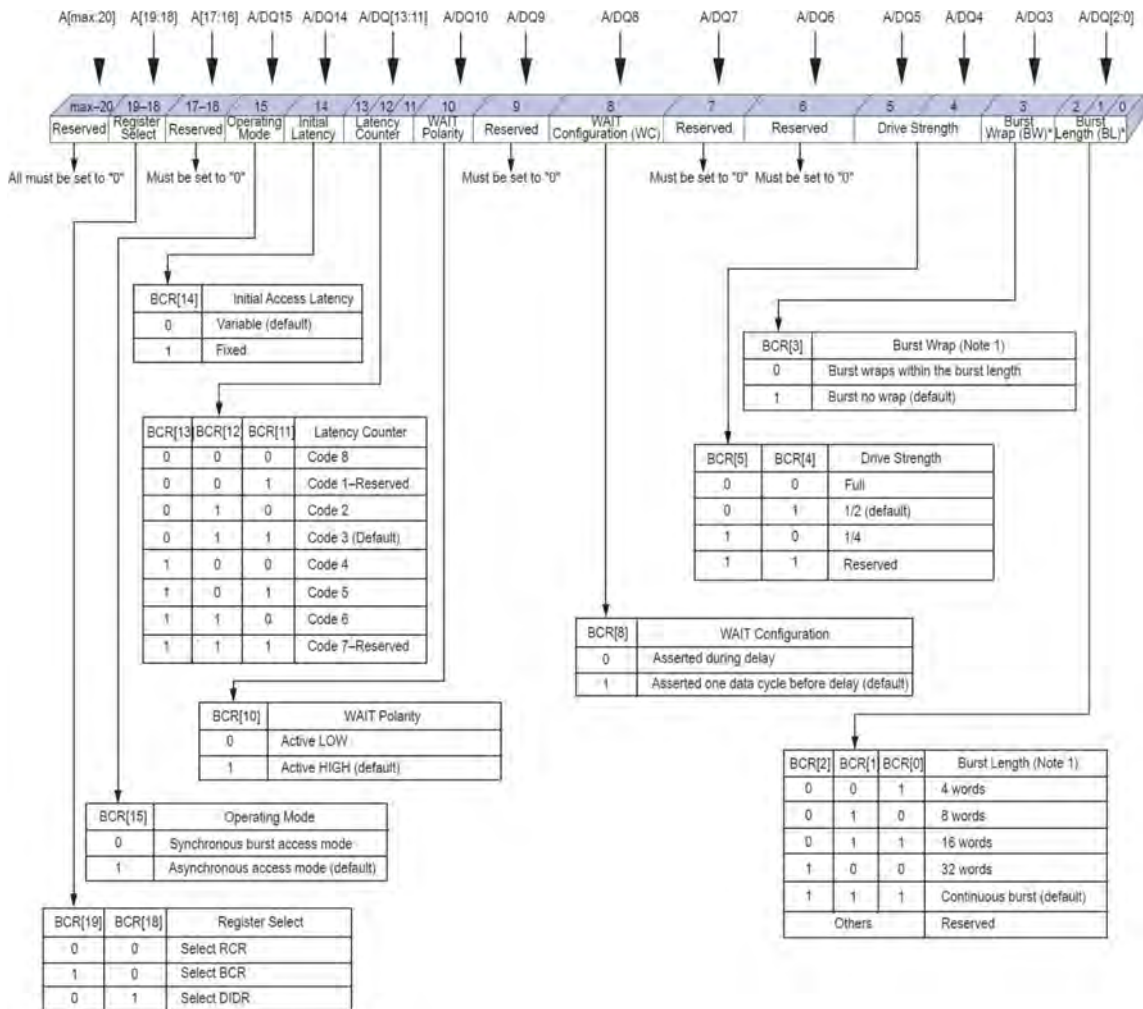 A[max:20] A[19:18] A[17:16] A/DQ15 A/DQ14 A/DQ[13:11] A/DQ10 A/DQ9 A/DQ8 A/DQ7 A/DQ6 A/DQ5 A/DQ4 A/DQ3 A/DQ[2:0]
max–20 19–18 17–16 15 14 13 12 11 10 9 8 7 6 5 4 3 2 1 0
Reserved Register Select Reserved Operating Mode Initial Latency Latency Counter WAIT Polarity Reserved WAIT Configuration (WC) Reserved Reserved Drive Strength Burst Wrap (BW)* Burst Length (BL)*
All must be set to "0" Must be set to "0" Must be set to "0" Must be set to "0" Must be set to "0"
BCR[14] Initial Access Latency
0 Variable (default)
1 Fixed
BCR[3] Burst Wrap (Note 1)
0 Burst wraps within the burst length
1 Burst no wrap (default)
BCR[13] BCR[12] BCR[11] Latency Counter
0 0 0 Code 8
0 0 1 Code 1–Reserved
0 1 0 Code 2
0 1 1 Code 3 (Default)
1 0 0 Code 4
1 0 1 Code 5
1 1 0 Code 6
1 1 1 Code 7–Reserved
BCR[5] BCR[4] Drive Strength
0 0 Full
0 1 1/2 (default)
1 0 1/4
1 1 Reserved
BCR[8] WAIT Configuration
0 Asserted during delay
1 Asserted one data cycle before delay (default)
BCR[10] WAIT Polarity
0 Active LOW
1 Active HIGH (default)
BCR[2] BCR[1] BCR[0] Burst Length (Note 1)
0 0 1 4 words
0 1 0 8 words
0 1 1 16 words
1 0 0 32 words
1 1 1 Continuous burst (default)
Others Reserved
BCR[15] Operating Mode
0 Synchronous burst access mode
1 Asynchronous access mode (default)
BCR[19] BCR[18] Register Select
0 0 Select RCR
1 0 Select BCR
0 1 Select DIDR